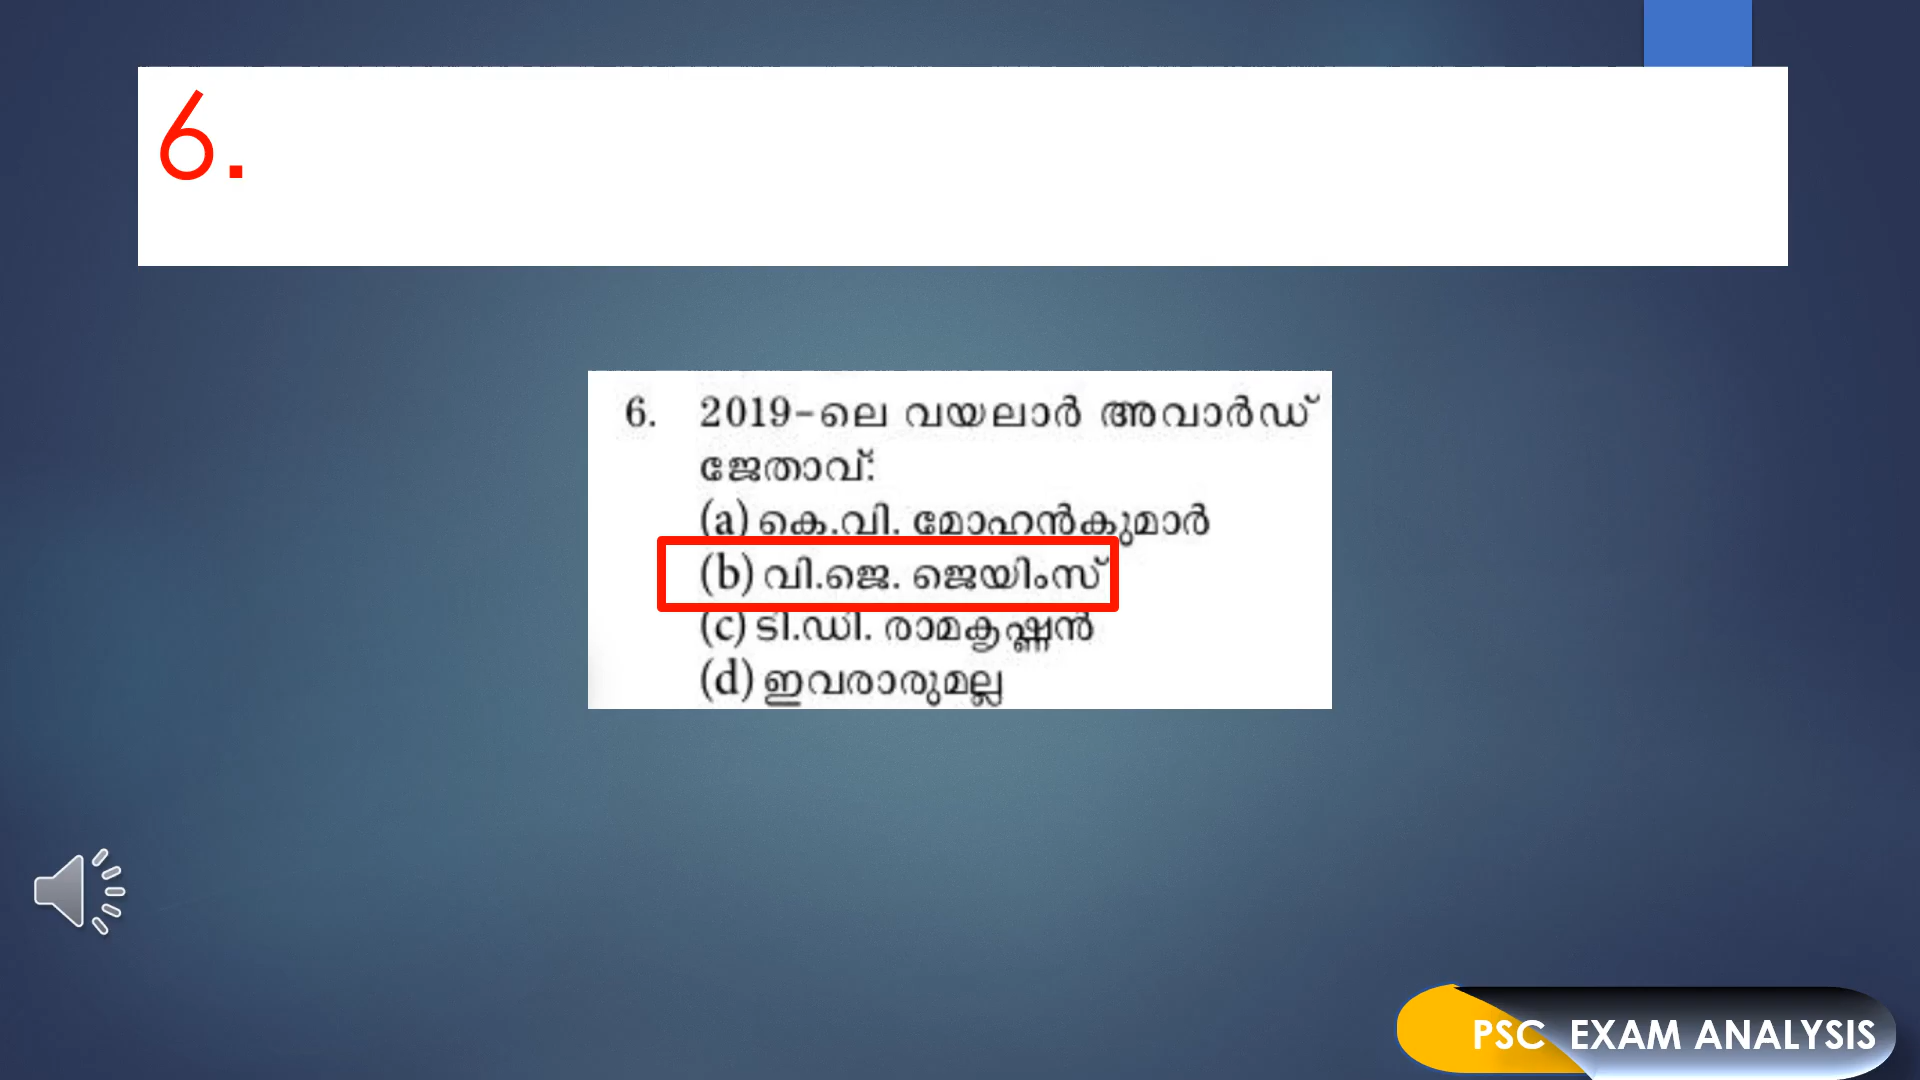 6.
6. 2019-ലെ വയലാർ അവാർഡ്
ജേതാവ്:
(a) കെ.വി. മോഹൻകുമാർ
(b) വി.ജെ. ജെയിംസ്
(c) ടി.ഡി. രാമകൃഷ്ണൻ
(d) ഇവരാരുമല്ല
PSC EXAM ANALYSIS